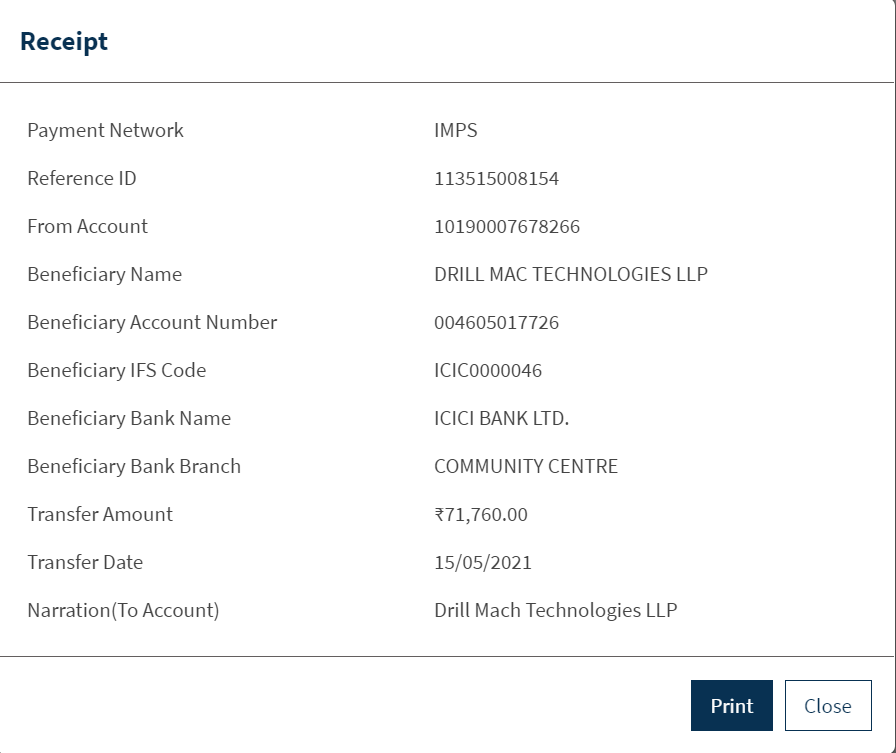 Receipt
Payment Network IMPS
Reference ID 113515008154
From Account 10190007678266
Beneficiary Name DRILL MAC TECHNOLOGIES LLP
Beneficiary Account Number 004605017726
Beneficiary IFS Code ICIC0000046
Beneficiary Bank Name ICICI BANK LTD.
Beneficiary Bank Branch COMMUNITY CENTRE
Transfer Amount ₹71,760.00
Transfer Date 15/05/2021
Narration(To Account) Drill Mach Technologies LLP
Print Close